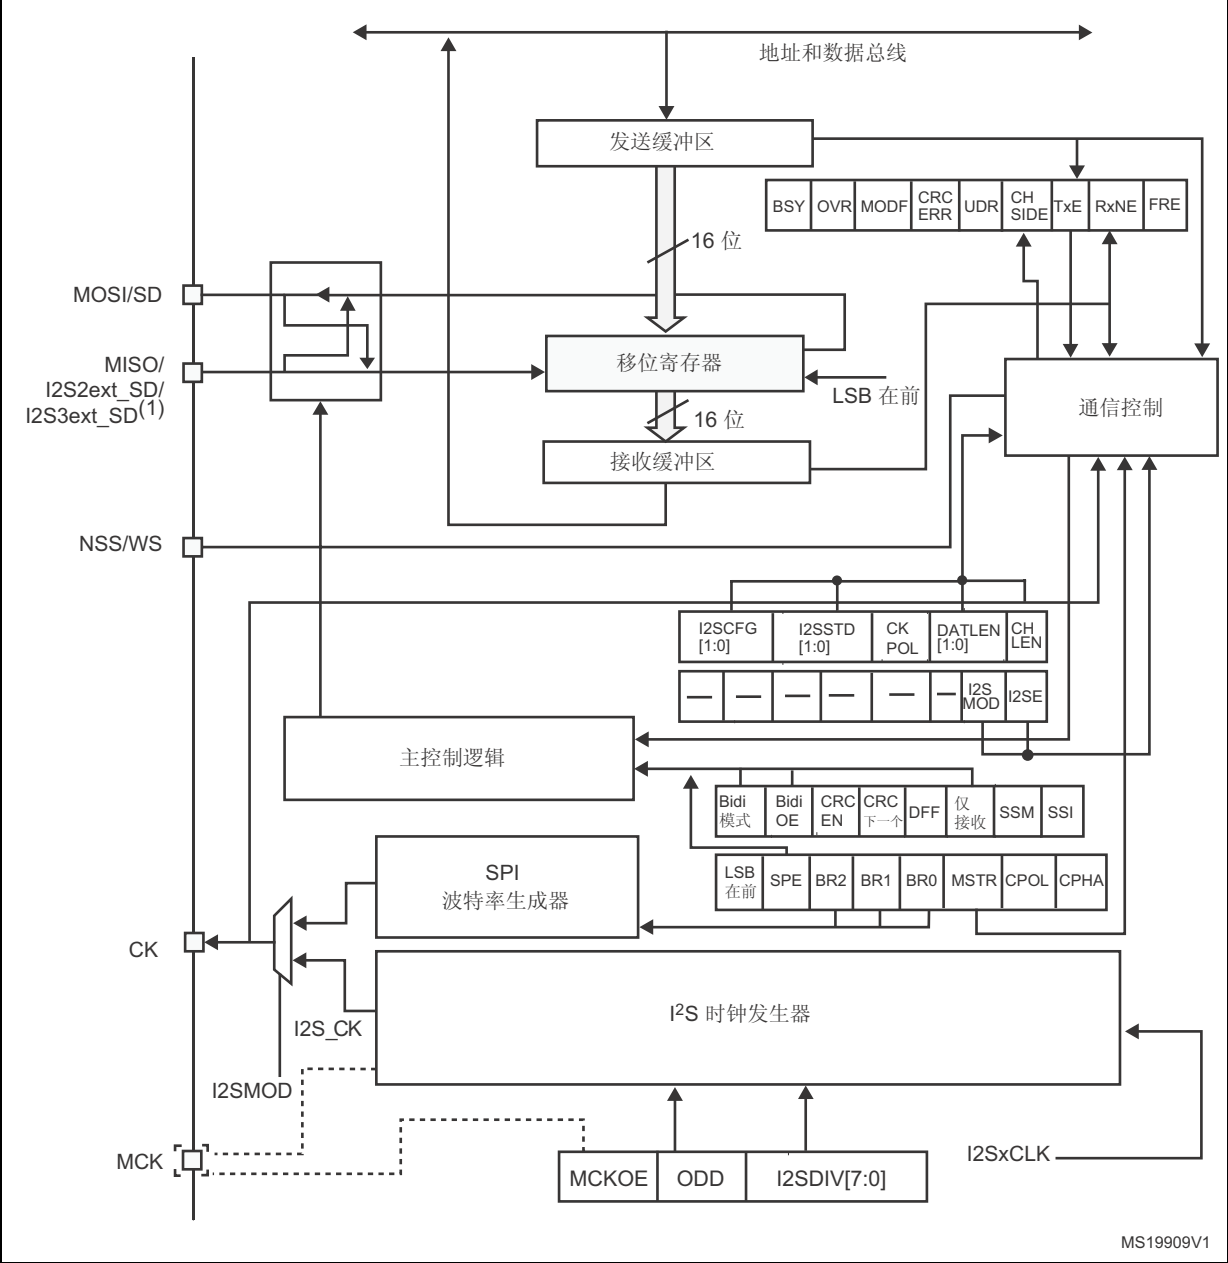 地址和数据总线
发送缓冲区
BSY OVR MODF CRC ERR UDR CH SIDE TxE RxNE FRE
16 位
MOSI/SD
MISO/
I2S2ext_SD/
I2S3ext_SD(1)
移位寄存器
LSB 在前
通信控制
16 位
接收缓冲区
NSS/WS
I2SCFG [1:0] I2SSTD [1:0] CK POL DATLEN [1:0] CH LEN
— — — — — — I2S MOD I2SE
主控制逻辑
Bidi 模式 Bidi OE CRC EN CRC 下一个 DFF 仅 接收 SSM SSI
LSB 在前 SPE BR2 BR1 BR0 MSTR CPOL CPHA
SPI
波特率生成器
CK
I2S_CK
I²S 时钟发生器
I2SMOD
MCK
I2SxCLK
MCKOE ODD I2SDIV[7:0]
MS19909V1